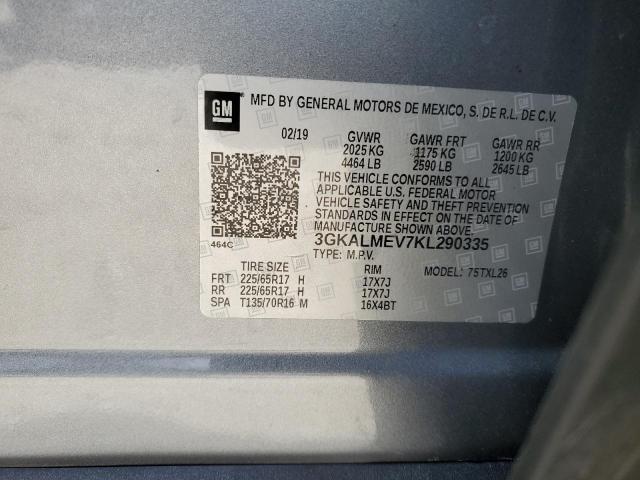 GM MFD BY GENERAL MOTORS DE MEXICO, S. DE R.L. DE C.V.
02/19 GVWR GAWR FRT GAWR RR
2025 KG 1175 KG 1200 KG
4464 LB 2590 LB 2645 LB
THIS VEHICLE CONFORMS TO ALL
APPLICABLE U.S. FEDERAL MOTOR
VEHICLE SAFETY AND THEFT PREVENTION
STANDARDS IN EFFECT ON THE DATE OF
MANUFACTURE SHOWN ABOVE.
464C 3GKALMEV7KL290335
TYPE: M.P.V. MODEL: 75TXL26
TIRE SIZE RIM
FRT 225/65R17 H 17X7J
RR 225/65R17 H 17X7J
SPA T135/70R16 M 16X4BT